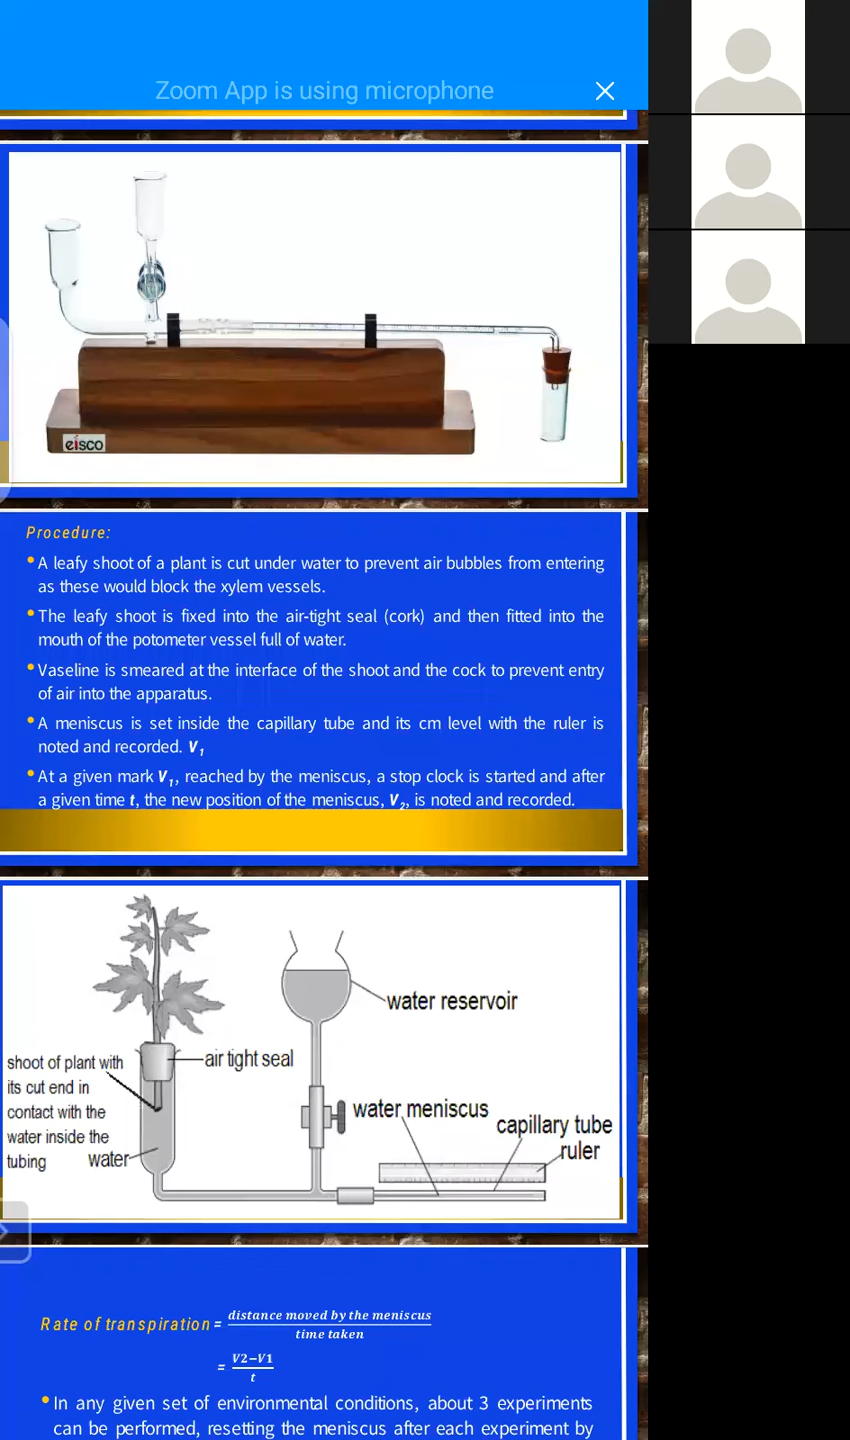 Zoom App is using microphone
eisco
Procedure:
•A leafy shoot of a plant is cut under water to prevent air bubbles from entering
as these would block the xylem vessels.
•The leafy shoot is fixed into the air-tight seal (cork) and then fitted into the
mouth of the potometer vessel full of water.
•Vaseline is smeared at the interface of the shoot and the cock to prevent entry
of air into the apparatus.
•A meniscus is set inside the capillary tube and its cm level with the ruler is
noted and recorded. V₁
•At a given mark V₁, reached by the meniscus, a stop clock is started and after
a given time t, the new position of the meniscus, V₂, is noted and recorded.
water reservoir
air tight seal
shoot of plant with
its cut end in
contact with the
water inside the
tubing
water
water meniscus
capillary tube
ruler
Rate of transpiration = distance moved by the meniscus
time taken
= V2−V1
t
•In any given set of environmental conditions, about 3 experiments
can be performed, resetting the meniscus after each experiment by